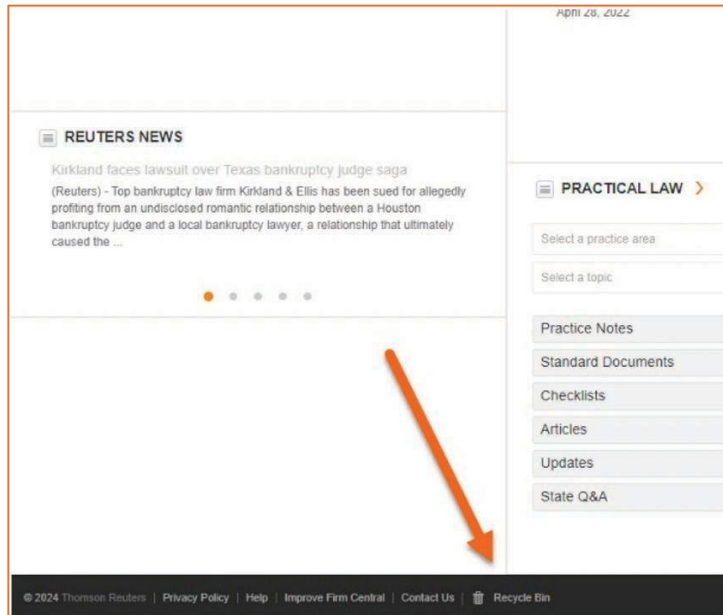 April 28, 2022
REUTERS NEWS
Kirkland faces lawsuit over Texas bankruptcy judge saga
(Reuters) - Top bankruptcy law firm Kirkland & Ellis has been sued for allegedly
profiting from an undisclosed romantic relationship between a Houston
bankruptcy judge and a local bankruptcy lawyer, a relationship that ultimately
caused the ...
PRACTICAL LAW >
Select a practice area
Select a topic
Practice Notes
Standard Documents
Checklists
Articles
Updates
State Q&A
© 2024 Thomson Reuters | Privacy Policy | Help | Improve Firm Central | Contact Us | Recycle Bin